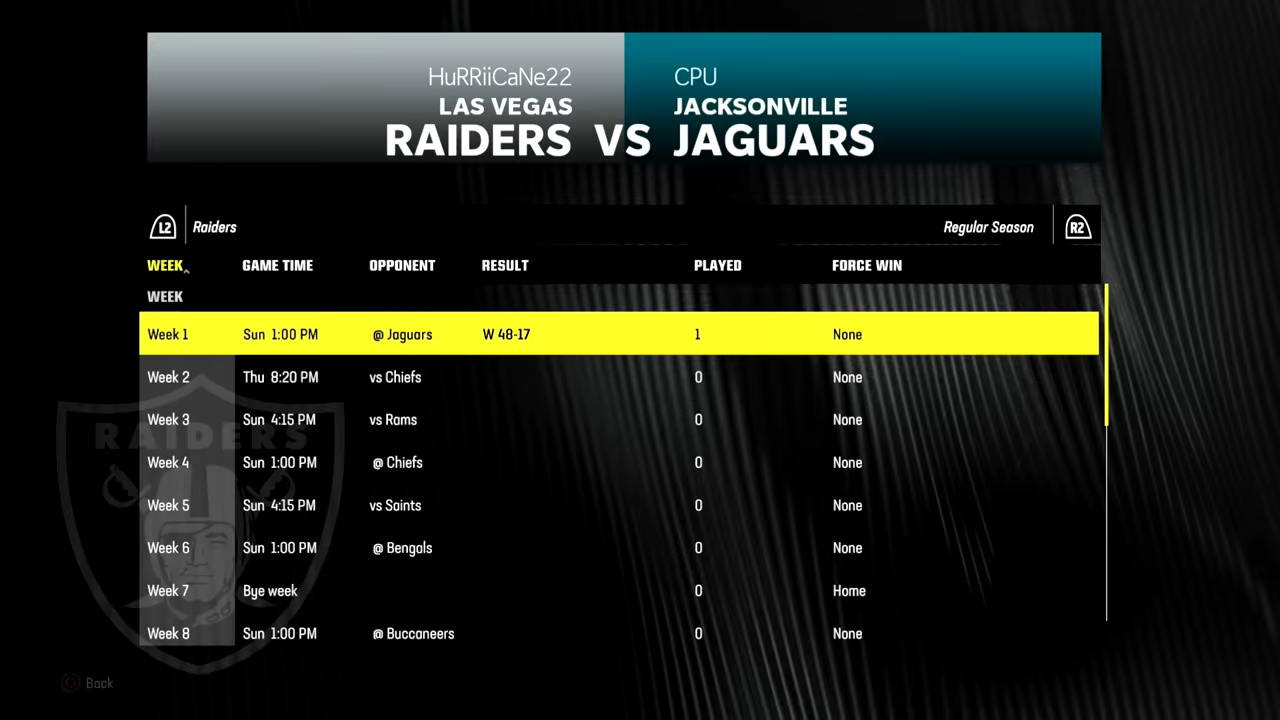 HuRRiiCaNe22 CPU
LAS VEGAS JACKSONVILLE
RAIDERS VS JAGUARS
L2 Raiders Regular Season R2
WEEK GAME TIME OPPONENT RESULT PLAYED FORCE WIN
WEEK
Week 1 Sun 1:00 PM @ Jaguars W 48-17 1 None
Week 2 Thu 8:20 PM vs Chiefs 0 None
Week 3 Sun 4:15 PM vs Rams 0 None
RAIDERS
Week 4 Sun 1:00 PM @ Chiefs 0 None
Week 5 Sun 4:15 PM vs Saints 0 None
Week 6 Sun 1:00 PM @ Bengals 0 None
Week 7 Bye week 0 Home
Week 8 Sun 1:00 PM @ Buccaneers 0 None
Back